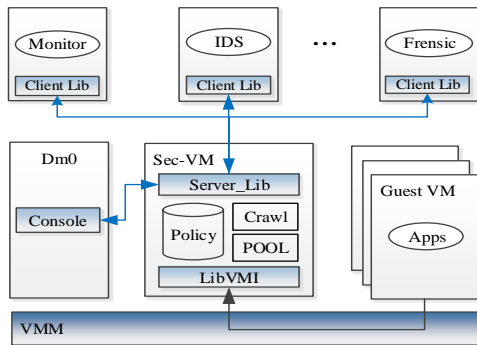 Monitor
IDS
...
Frensic
Client Lib
Client Lib
Client Lib
Dm0
Sec-VM
Server_Lib
Guest VM
Console
Policy
Crawl
POOL
Apps
LibVMI
VMM